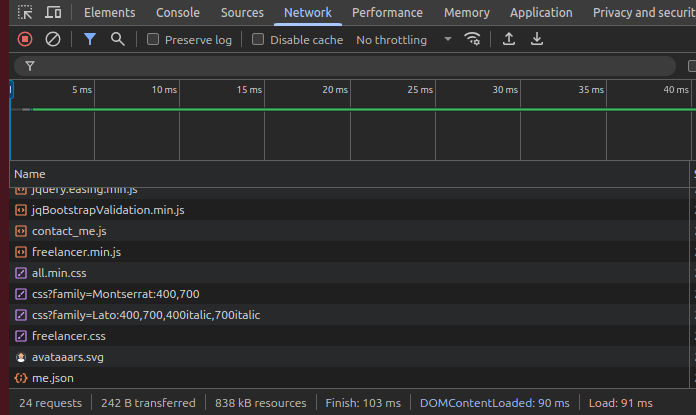 Elements Console Sources Network Performance Memory Application Privacy and securit
Preserve log Disable cache No throttling
5 ms 10 ms 15 ms 20 ms 25 ms 30 ms 35 ms 40 ms
Name
jquery.easing.min.js
jqBootstrapValidation.min.js
contact_me.js
freelancer.min.js
all.min.css
css?family=Montserrat:400,700
css?family=Lato:400,700,400italic,700italic
freelancer.css
avataaars.svg
me.json
24 requests 242 B transferred 838 kB resources Finish: 103 ms DOMContentLoaded: 90 ms Load: 91 ms